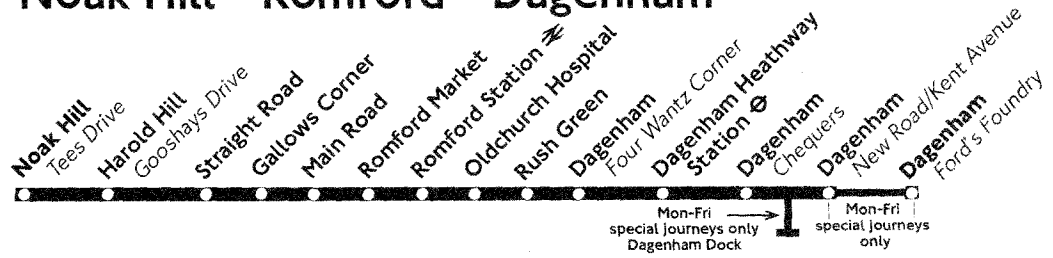 Noak Hill - Romford - Dagenham
Noak Hill
Tees Drive
Harold Hill
Gooshays Drive
Straight Road
Gallows Corner
Main Road
Romford Market
Romford Station
Oldchurch Hospital
Rush Green
Dagenham
Four Wantz Corner
Dagenham Heathway
Station
Dagenham
Chequers
Dagenham
New Road/Kent Avenue
Dagenham
Ford's Foundry
Mon-Fri
special journeys only
Dagenham Dock
Mon-Fri
special journeys
only